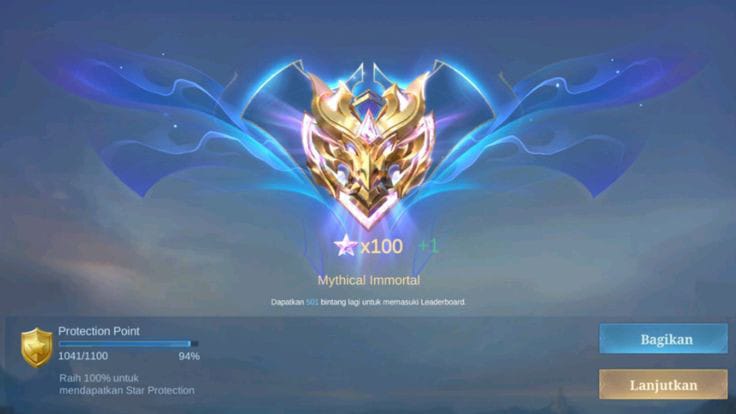 x100 +1
Mythical Immortal
Dapatkan 501 bintang lagi untuk memasuki Leaderboard.
Protection Point
1041/1100 94%
Raih 100% untuk
mendapatkan Star Protection
Bagikan
Lanjutkan